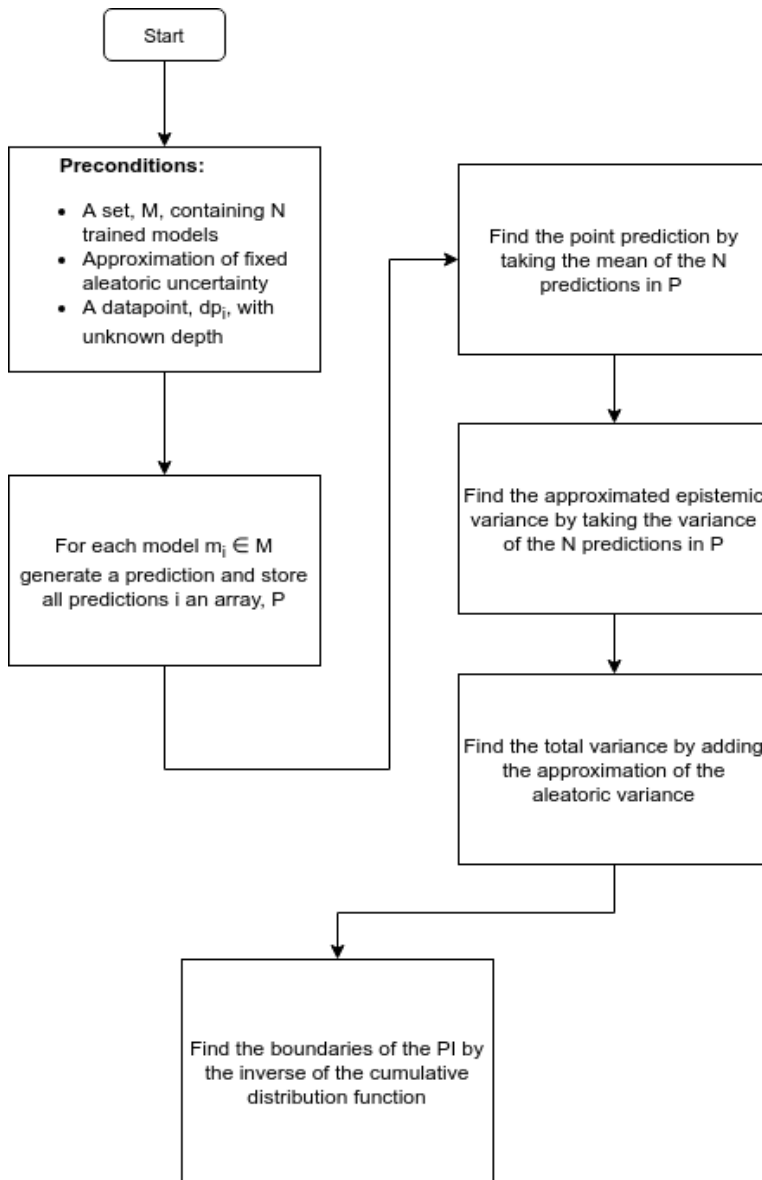 Start
Preconditions:
• A set, M, containing N
trained models
• Approximation of fixed
aleatoric uncertainty
• A datapoint, dpᵢ, with
unknown depth
For each model mᵢ ∈ M
generate a prediction and store
all predictions i an array, P
Find the point prediction by
taking the mean of the N
predictions in P
Find the approximated epistemic
variance by taking the variance
of the N predictions in P
Find the total variance by adding
the approximation of the
aleatoric variance
Find the boundaries of the PI by
the inverse of the cumulative
distribution function